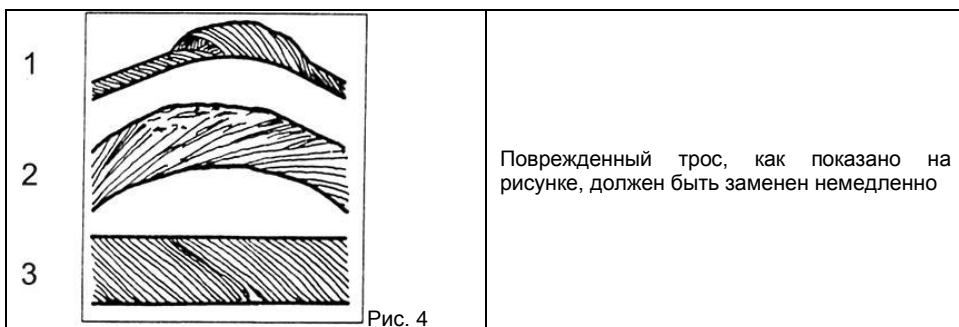 1
2
3
Рис. 4
Поврежденный трос, как показано на
рисунке, должен быть заменен немедленно